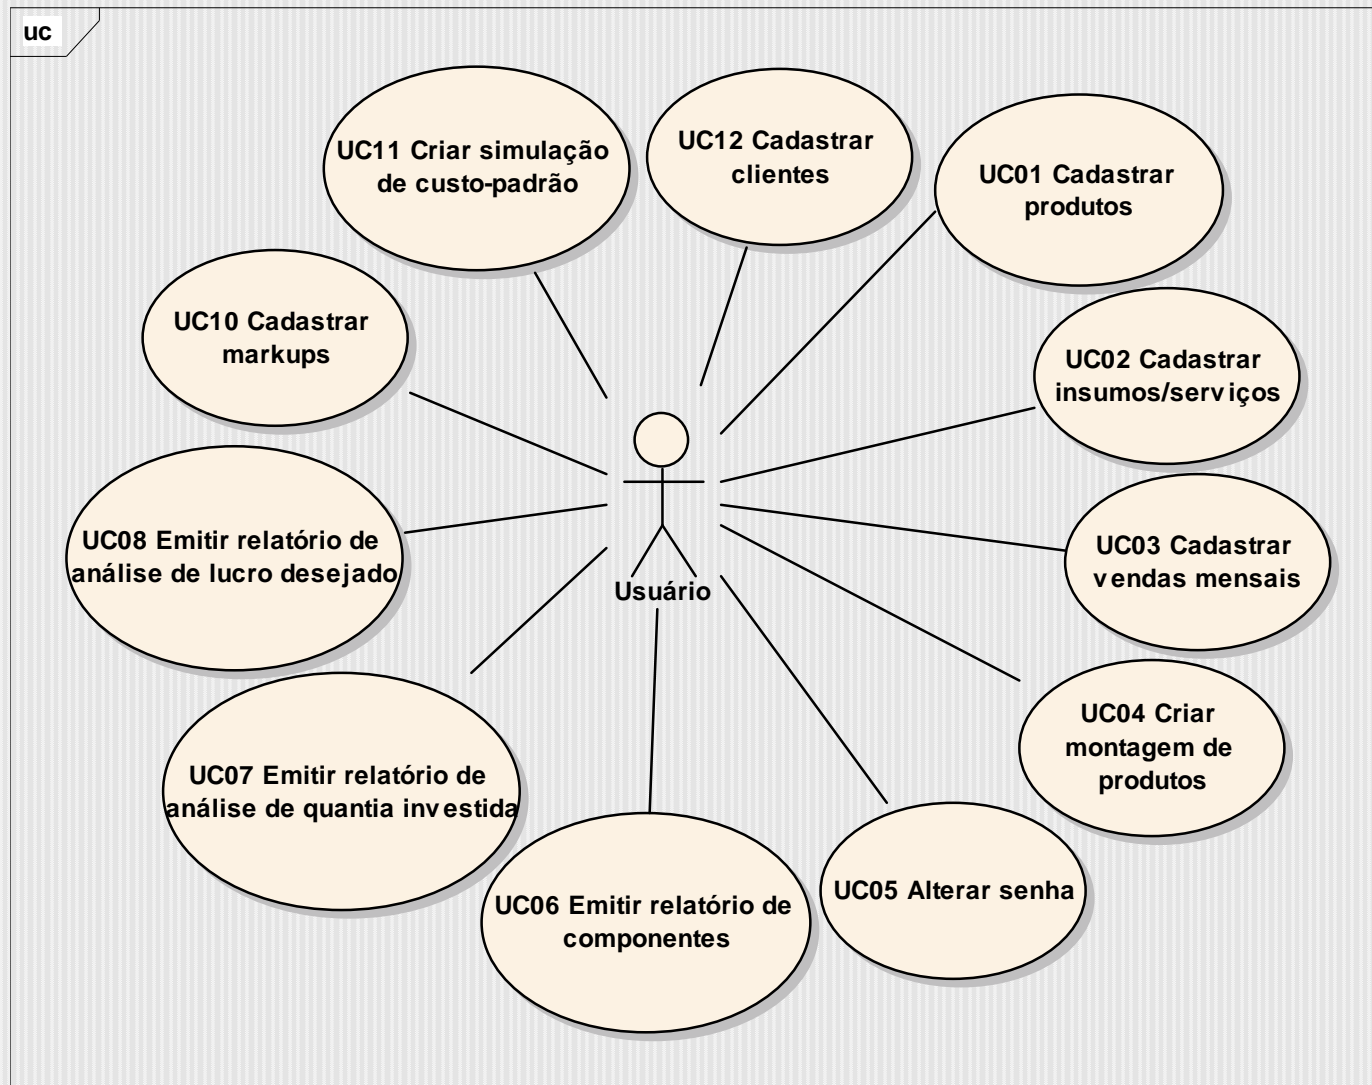 uc
UC11 Criar simulação
de custo-padrão
UC12 Cadastrar
clientes
UC01 Cadastrar
produtos
UC10 Cadastrar
markups
UC02 Cadastrar
insumos/serviços
UC08 Emitir relatório de
análise de lucro desejado
UC03 Cadastrar
vendas mensais
Usuário
UC04 Criar
montagem de
produtos
UC07 Emitir relatório de
análise de quantia investida
UC05 Alterar senha
UC06 Emitir relatório de
componentes